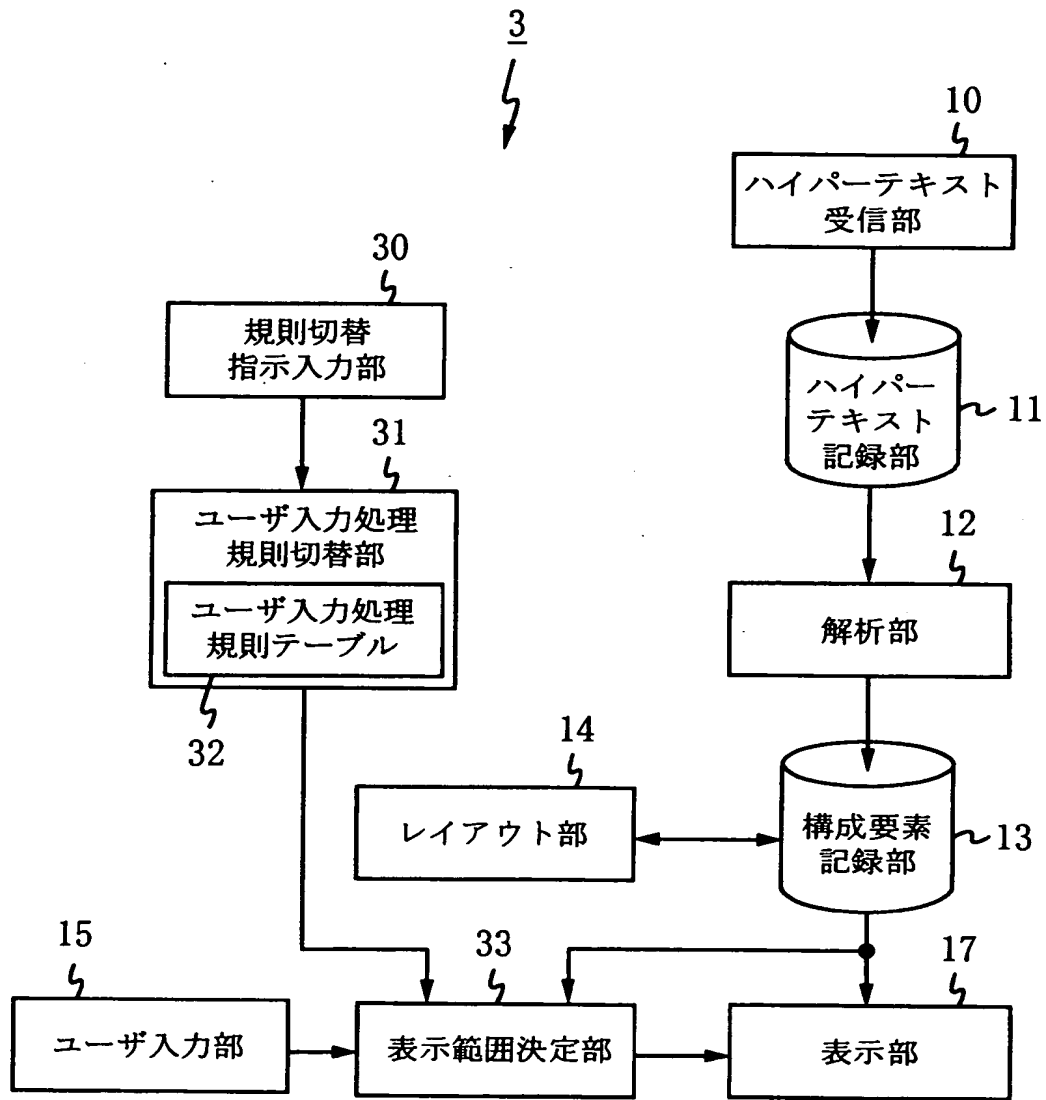 3
10
ハイパーテキスト
受信部
30
規則切替
指示入力部
ハイパー
テキスト
記録部
11
31
ユーザ入力処理
規則切替部
ユーザ入力処理
規則テーブル
32
12
解析部
14
レイアウト部
構成要素
記録部
13
15
ユーザ入力部
33
表示範囲決定部
17
表示部